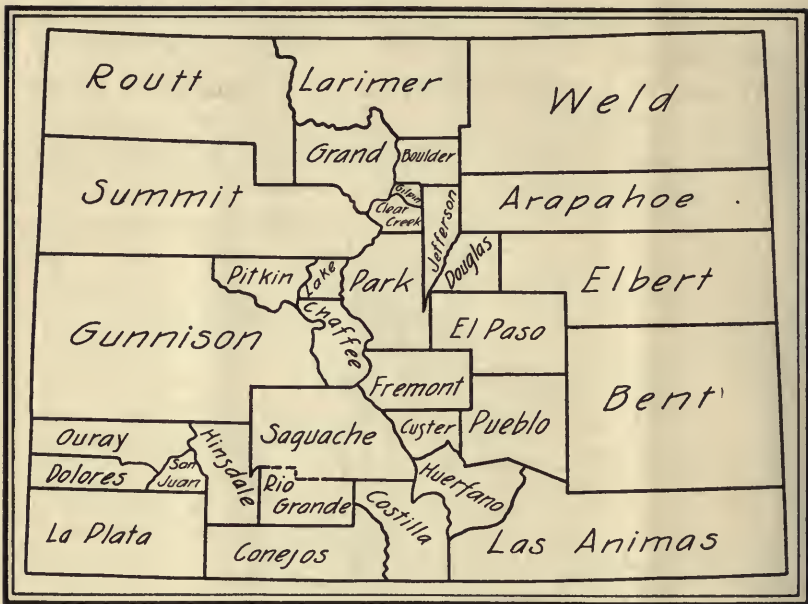 Routt
Larimer
Weld
Grand
Boulder
Gilpin
Summit
Clear
Creek
Jefferson
Arapahoe
Pitkin
Lake
Park
Douglas
Elbert
Gunnison
Chaffee
El Paso
Fremont
Bent
Ouray
Hinsdale
Saguache
Custer
Pueblo
Dolores
San
Juan
Rio
Grande
Costilla
Huerfano
La Plata
Conejos
Las Animas